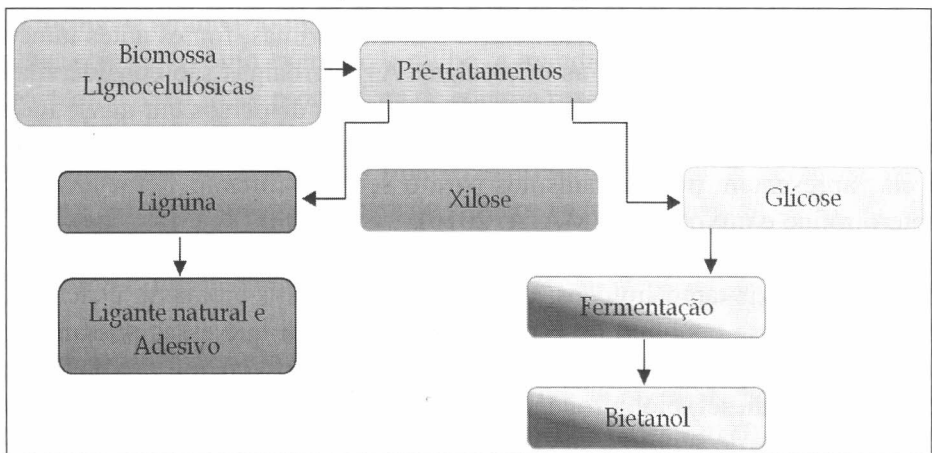 Biomossa
Lignocelulósicas
Pré-tratamentos
Lignina
Xilose
Glicose
Ligante natural e
Adesivo
Fermentação
Bietanol